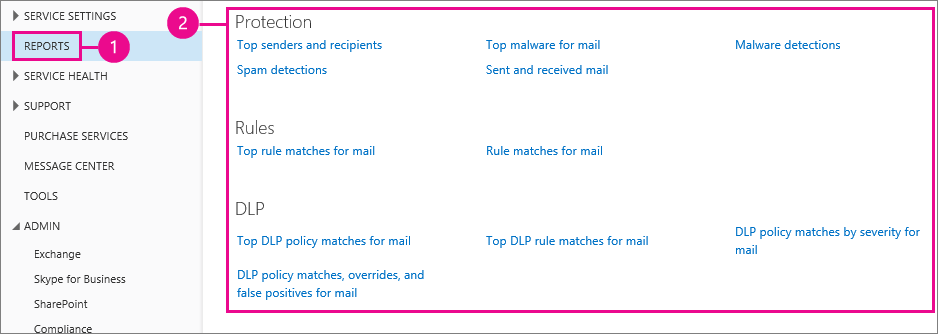 SERVICE SETTINGS
REPORTS
1
SERVICE HEALTH
SUPPORT
PURCHASE SERVICES
MESSAGE CENTER
TOOLS
ADMIN
Exchange
Skype for Business
SharePoint
Compliance
2
Protection
Top senders and recipients
Top malware for mail
Malware detections
Spam detections
Sent and received mail
Rules
Top rule matches for mail
Rule matches for mail
DLP
Top DLP policy matches for mail
Top DLP rule matches for mail
DLP policy matches by severity for
mail
DLP policy matches, overrides, and
false positives for mail